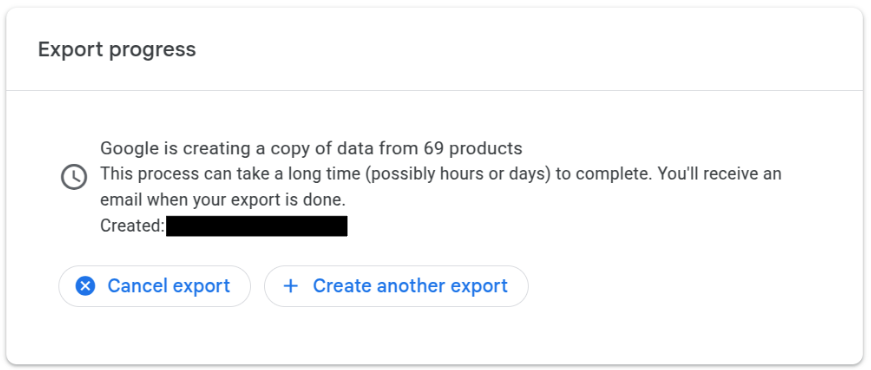 Export progress
Google is creating a copy of data from 69 products
This process can take a long time (possibly hours or days) to complete. You'll receive an
email when your export is done.
Created:
Cancel export
Create another export